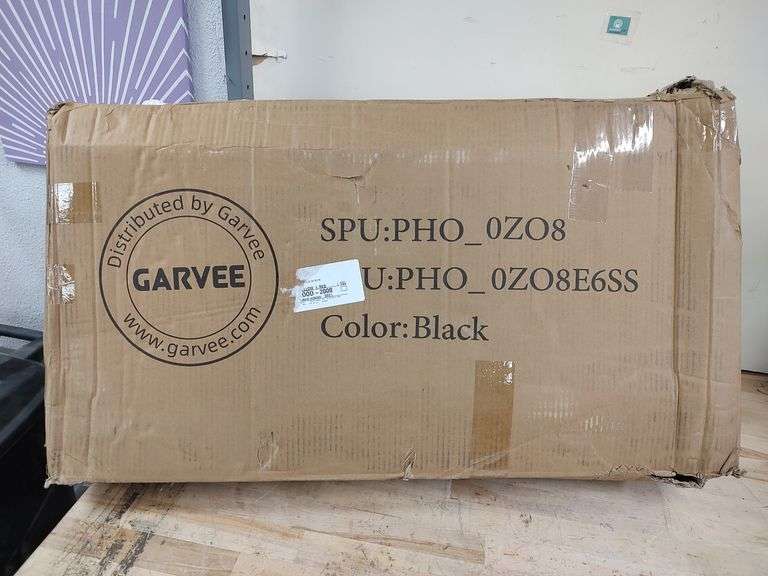 Distributed by Garvee
GARVEE
www.garvee.com
SPU:PHO_0ZO8
U:PHO_0ZO8E6SS
Color:Black